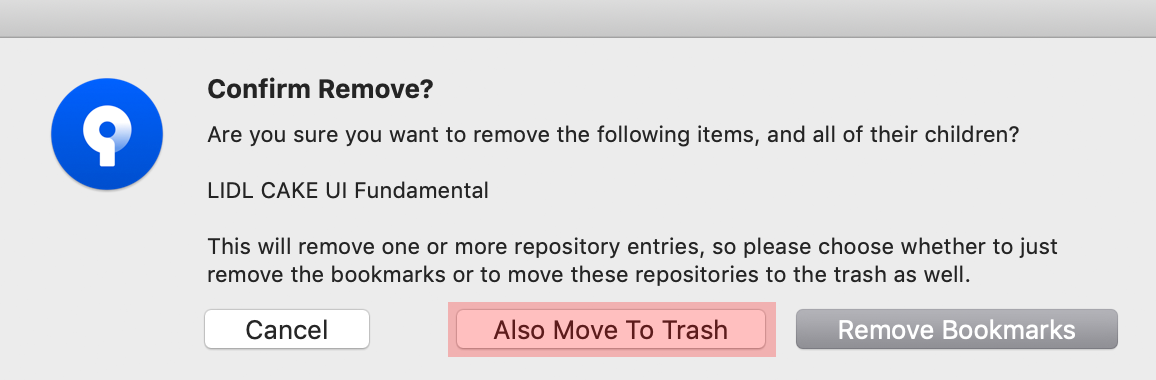 Confirm Remove?
Are you sure you want to remove the following items, and all of their children?
LIDL CAKE UI Fundamental
This will remove one or more repository entries, so please choose whether to just
remove the bookmarks or to move these repositories to the trash as well.
Cancel
Also Move To Trash
Remove Bookmarks